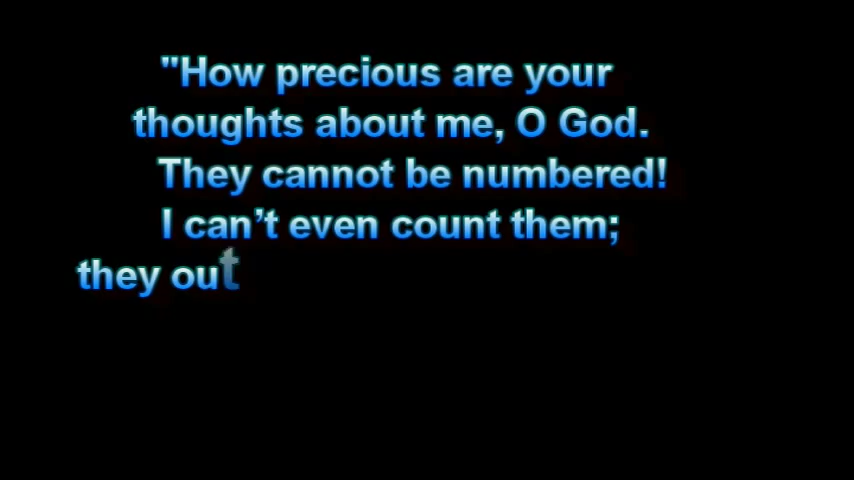 "How precious are your
thoughts about me, O God.
They cannot be numbered!
I can’t even count them;
they out